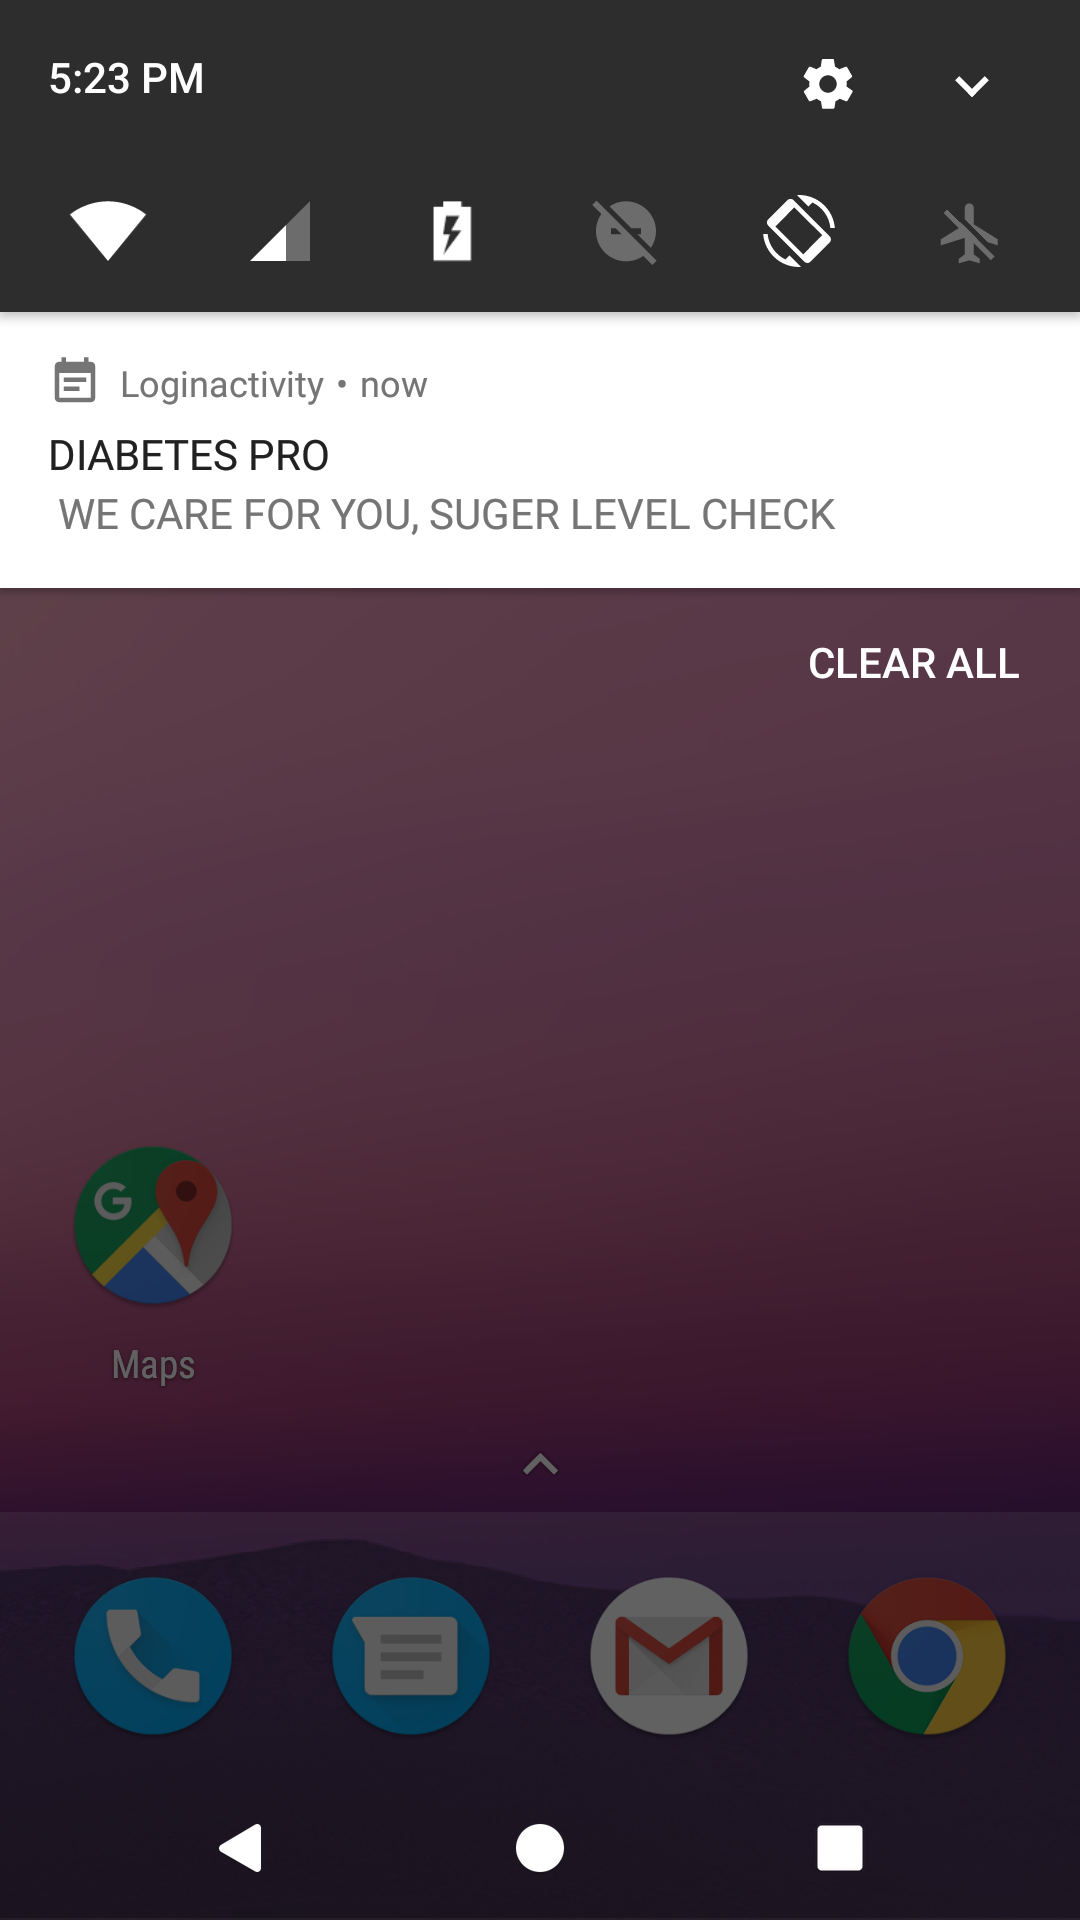 5:23 PM
Loginactivity • now
DIABETES PRO
WE CARE FOR YOU, SUGER LEVEL CHECK
CLEAR ALL
G
Maps